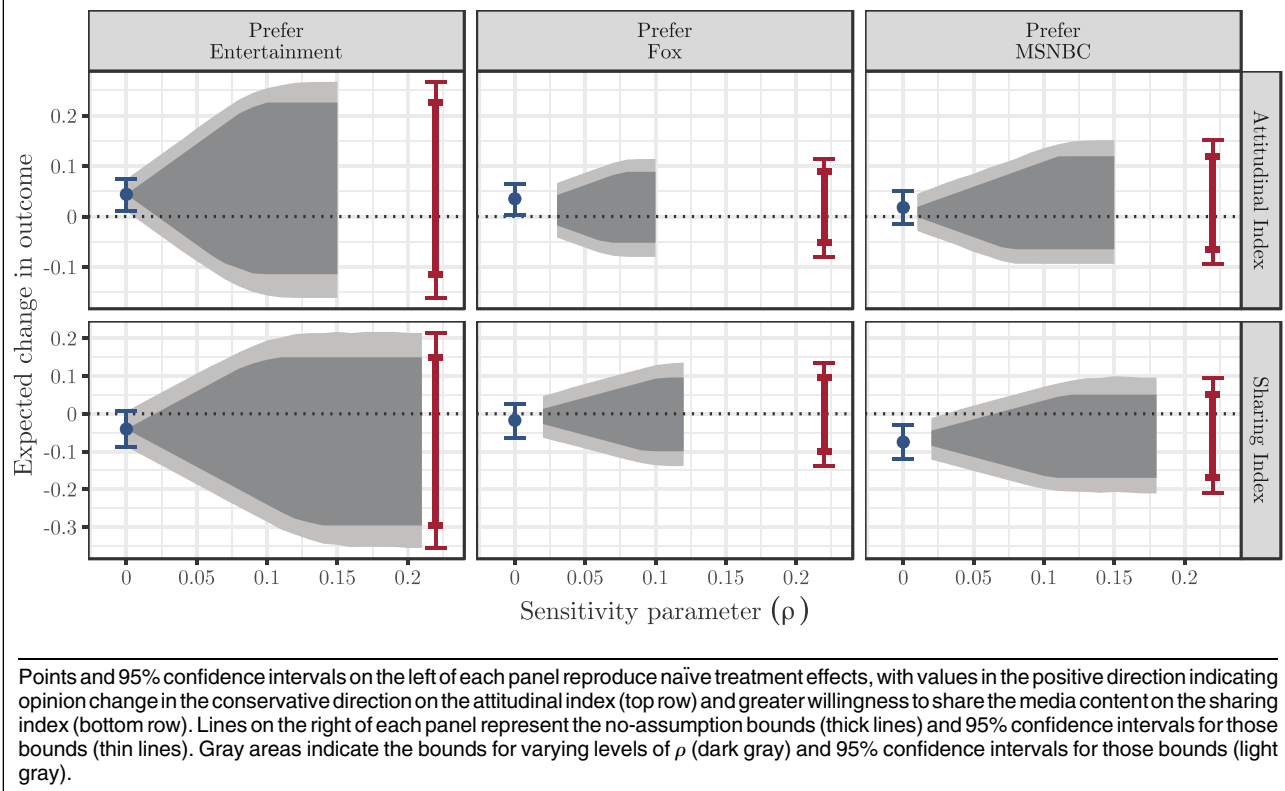 Prefer
Entertainment
Prefer
Fox
Prefer
MSNBC
Expected change in outcome
0.2
0.1
0
-0.1
Attitudinal Index
0.2
0.1
0
-0.1
-0.2
-0.3
Sharing Index
0 0.05 0.1 0.15 0.2
0 0.05 0.1 0.15 0.2
0 0.05 0.1 0.15 0.2
Sensitivity parameter (ρ)
Points and 95% confidence intervals on the left of each panel reproduce naïve treatment effects, with values in the positive direction indicating
opinion change in the conservative direction on the attitudinal index (top row) and greater willingness to share the media content on the sharing
index (bottom row). Lines on the right of each panel represent the no-assumption bounds (thick lines) and 95% confidence intervals for those
bounds (thin lines). Gray areas indicate the bounds for varying levels of ρ (dark gray) and 95% confidence intervals for those bounds (light
gray).